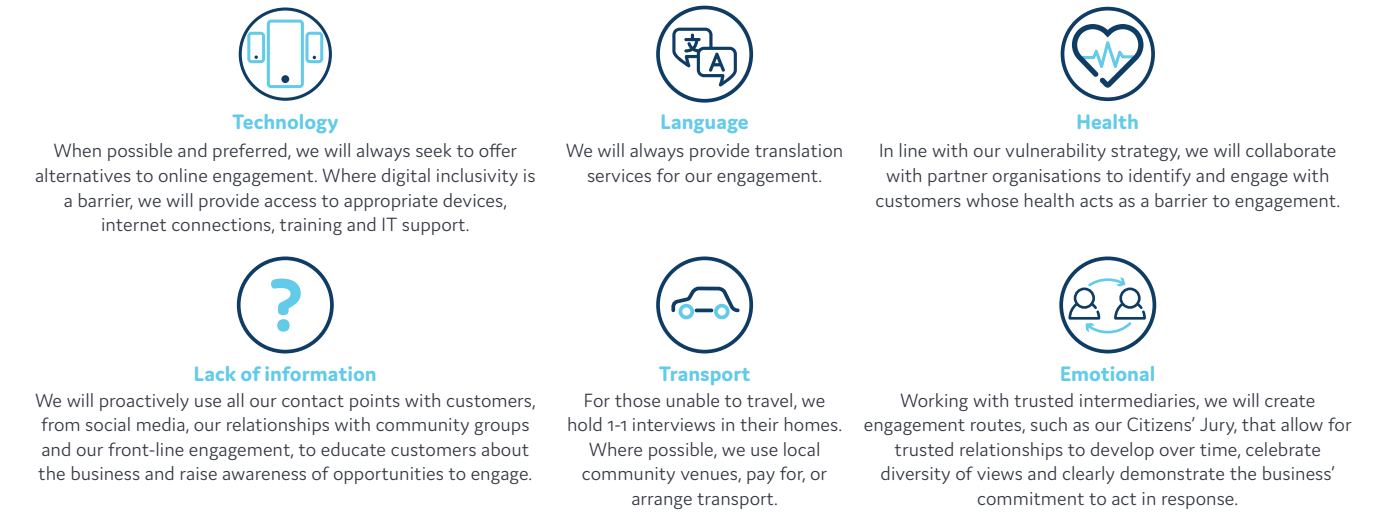 文
A
Technology
When possible and preferred, we will always seek to offer
alternatives to online engagement. Where digital inclusivity is
a barrier, we will provide access to appropriate devices,
internet connections, training and IT support.
Language
We will always provide translation
services for our engagement.
Health
In line with our vulnerability strategy, we will collaborate
with partner organisations to identify and engage with
customers whose health acts as a barrier to engagement.
?
Lack of information
We will proactively use all our contact points with customers,
from social media, our relationships with community groups
and our front-line engagement, to educate customers about
the business and raise awareness of opportunities to engage.
Transport
For those unable to travel, we
hold 1-1 interviews in their homes.
Where possible, we use local
community venues, pay for, or
arrange transport.
Emotional
Working with trusted intermediaries, we will create
engagement routes, such as our Citizens’ Jury, that allow for
trusted relationships to develop over time, celebrate
diversity of views and clearly demonstrate the business’
commitment to act in response.